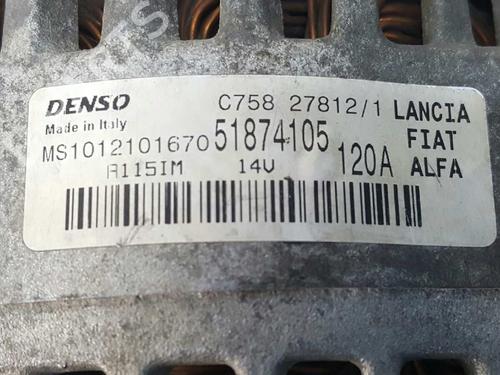 DENSO C758 27812/1 LANCIA
Made in Italy FIAT
MS1012101670 51874105 120A ALFA
A115IM 14V